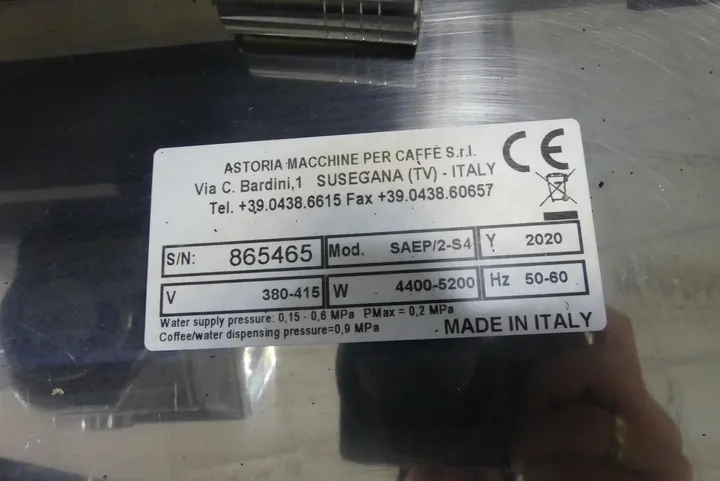 ASTORIA MACCHINE PER CAFFÈ S.r.l.
Via C. Bardini,1 SUSEGANA (TV) - ITALY
Tel. +39.0438.6615 Fax +39.0438.60657
CE
S/N: 865465 Mod. SAEP/2-S4 Y 2020
V 380-415 W 4400-5200 Hz 50-60
Water supply pressure: 0,15 - 0,6 MPa PMax = 0,2 MPa
Coffee/water dispensing pressure=0,9 MPa
MADE IN ITALY